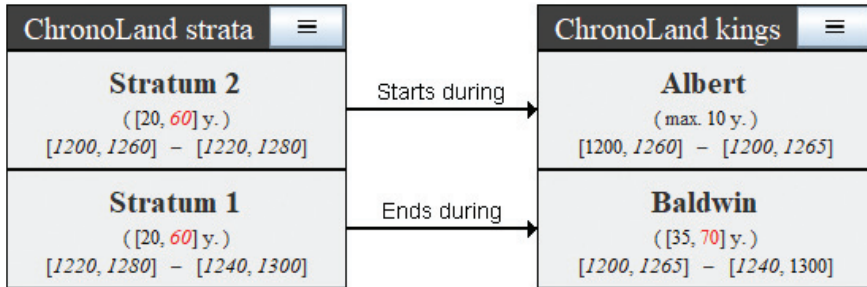 ChronoLand strata ≡
Stratum 2
( [20, 60] y. )
[1200, 1260] – [1220, 1280]
Stratum 1
( [20, 60] y. )
[1220, 1280] – [1240, 1300]
Starts during
Ends during
ChronoLand kings ≡
Albert
( max. 10 y. )
[1200, 1260] – [1200, 1265]
Baldwin
( [35, 70] y. )
[1200, 1265] – [1240, 1300]